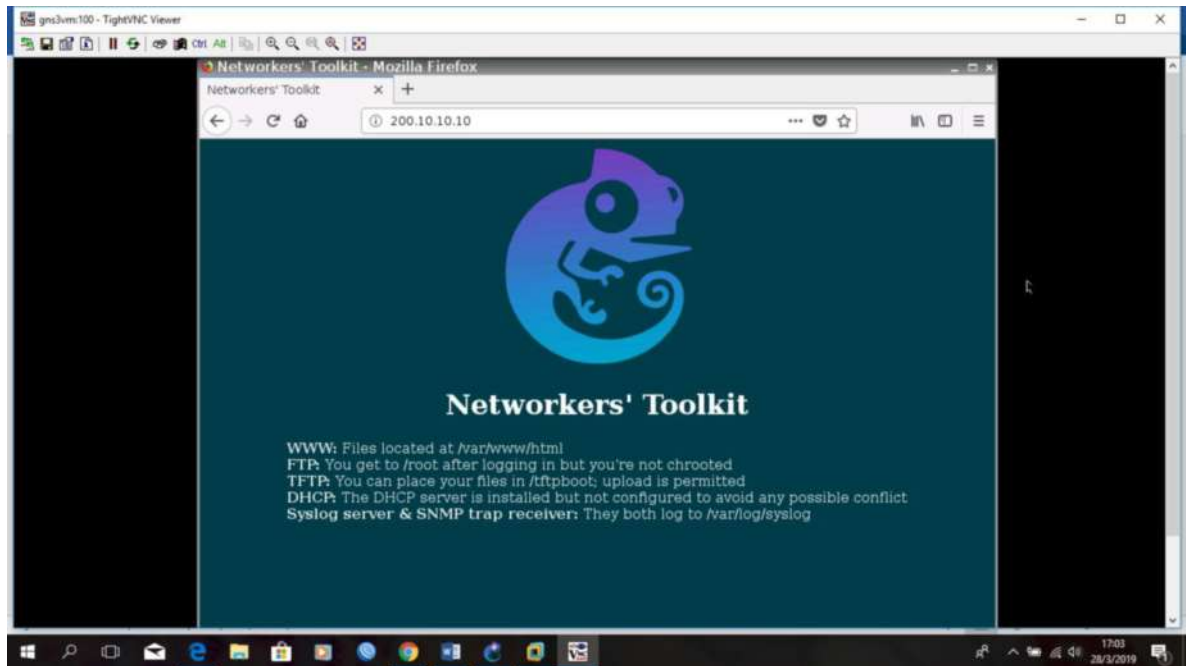 gns3vm:100 - TightVNC Viewer
Ctrl Alt
Networkers' Toolkit - Mozilla Firefox
Networkers' Toolkit
200.10.10.10
Networkers' Toolkit
WWW: Files located at /var/www/html
FTP: You get to /root after logging in but you're not chrooted
TFTP: You can place your files in /tftpboot; upload is permitted
DHCP: The DHCP server is installed but not configured to avoid any possible conflict
Syslog server & SNMP trap receiver: They both log to /var/log/syslog
17:03
28/3/2019